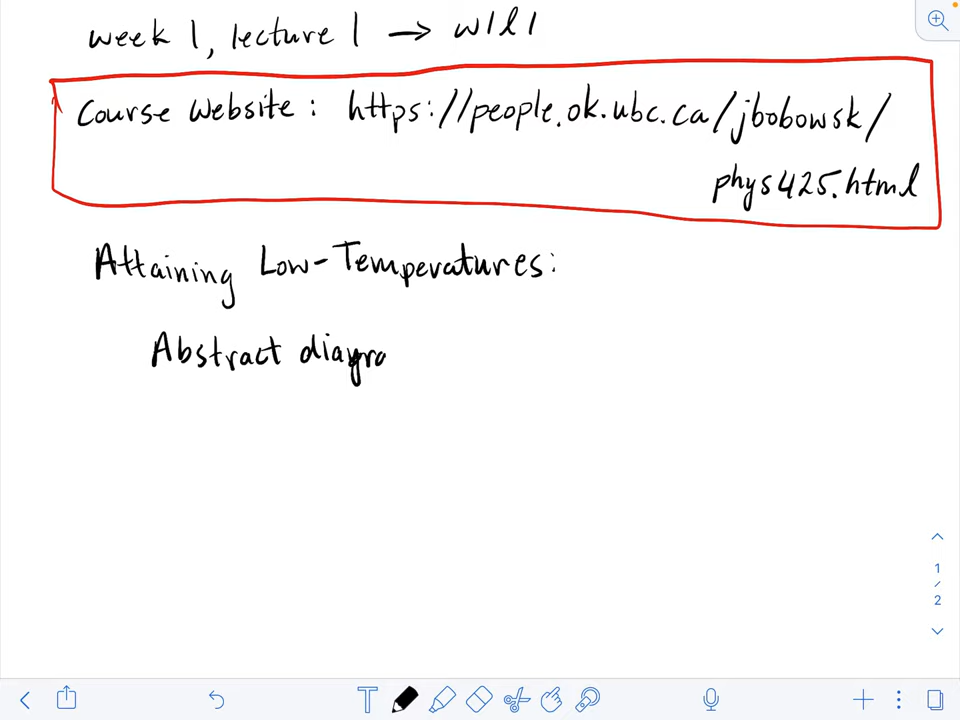 week 1, lecture 1 → w1l1
Course Website: https://people.ok.ubc.ca/jbobowsk/
phys425.html
Attaining Low-Temperatures:
Abstract diagra
1
/
2
T